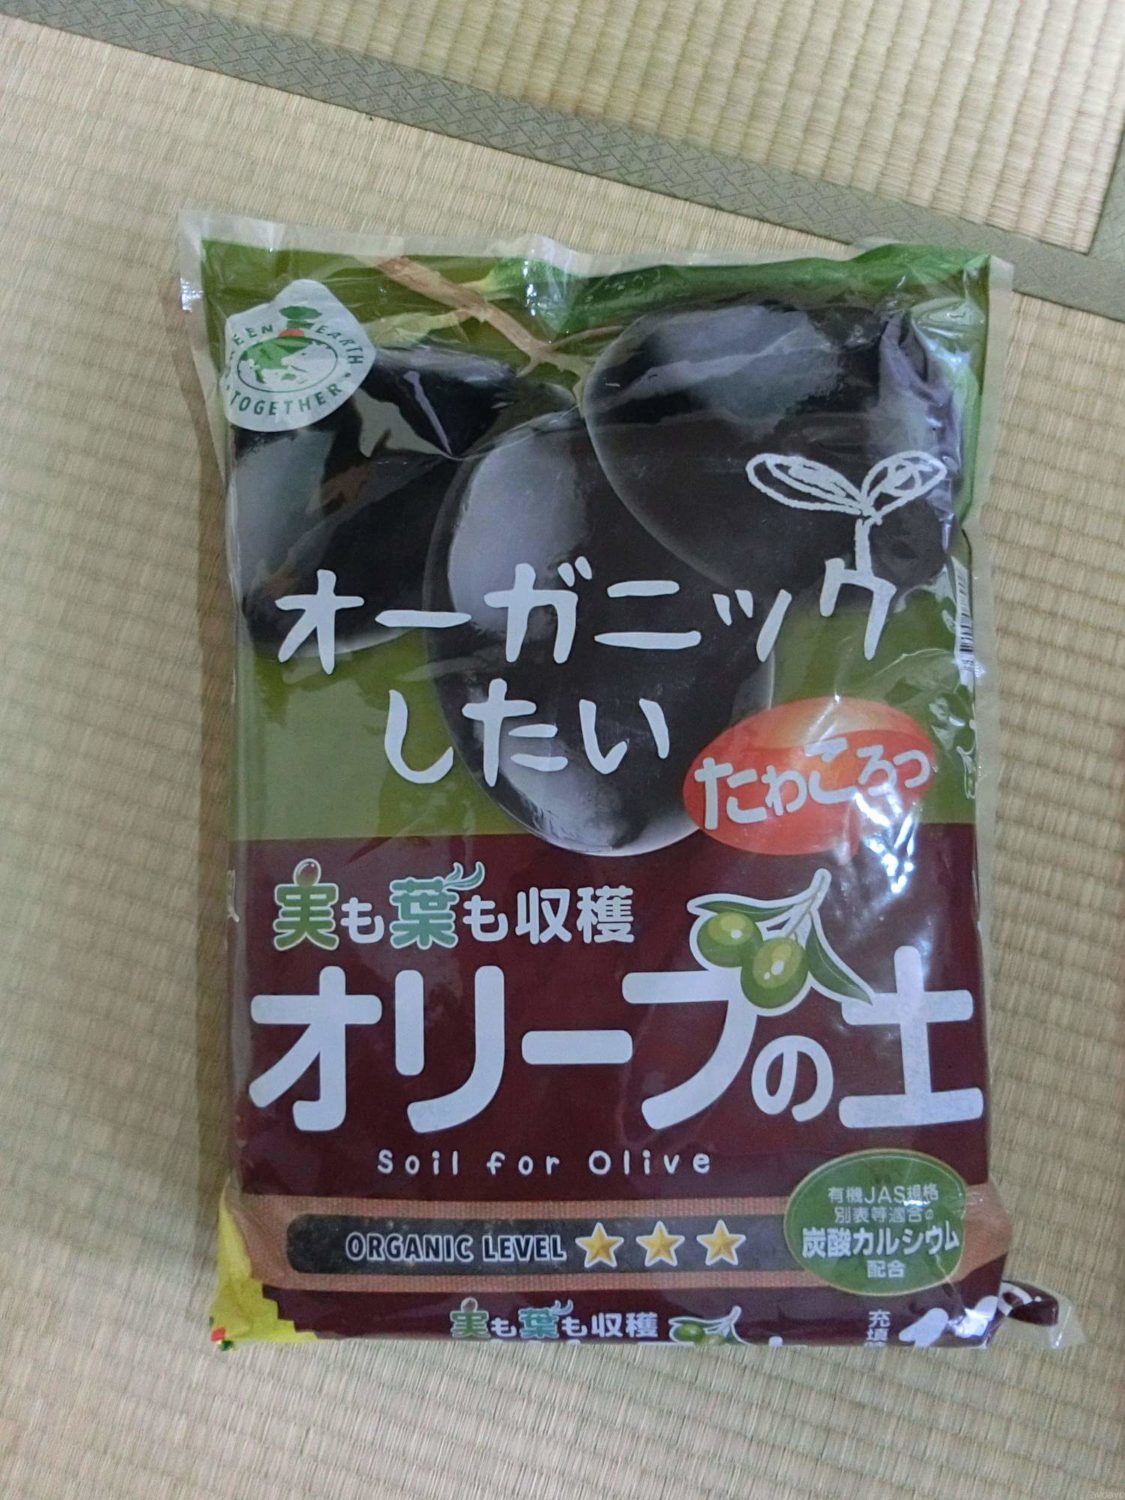 GREEN EARTH
TOGETHER
オーガニック
したい
たわころっ
実も葉も収穫
オリーブの土
Soil for Olive
ORGANIC LEVEL
有機JAS規格
別表等適合の
炭酸カルシウム
配合
実も葉も収穫
充填